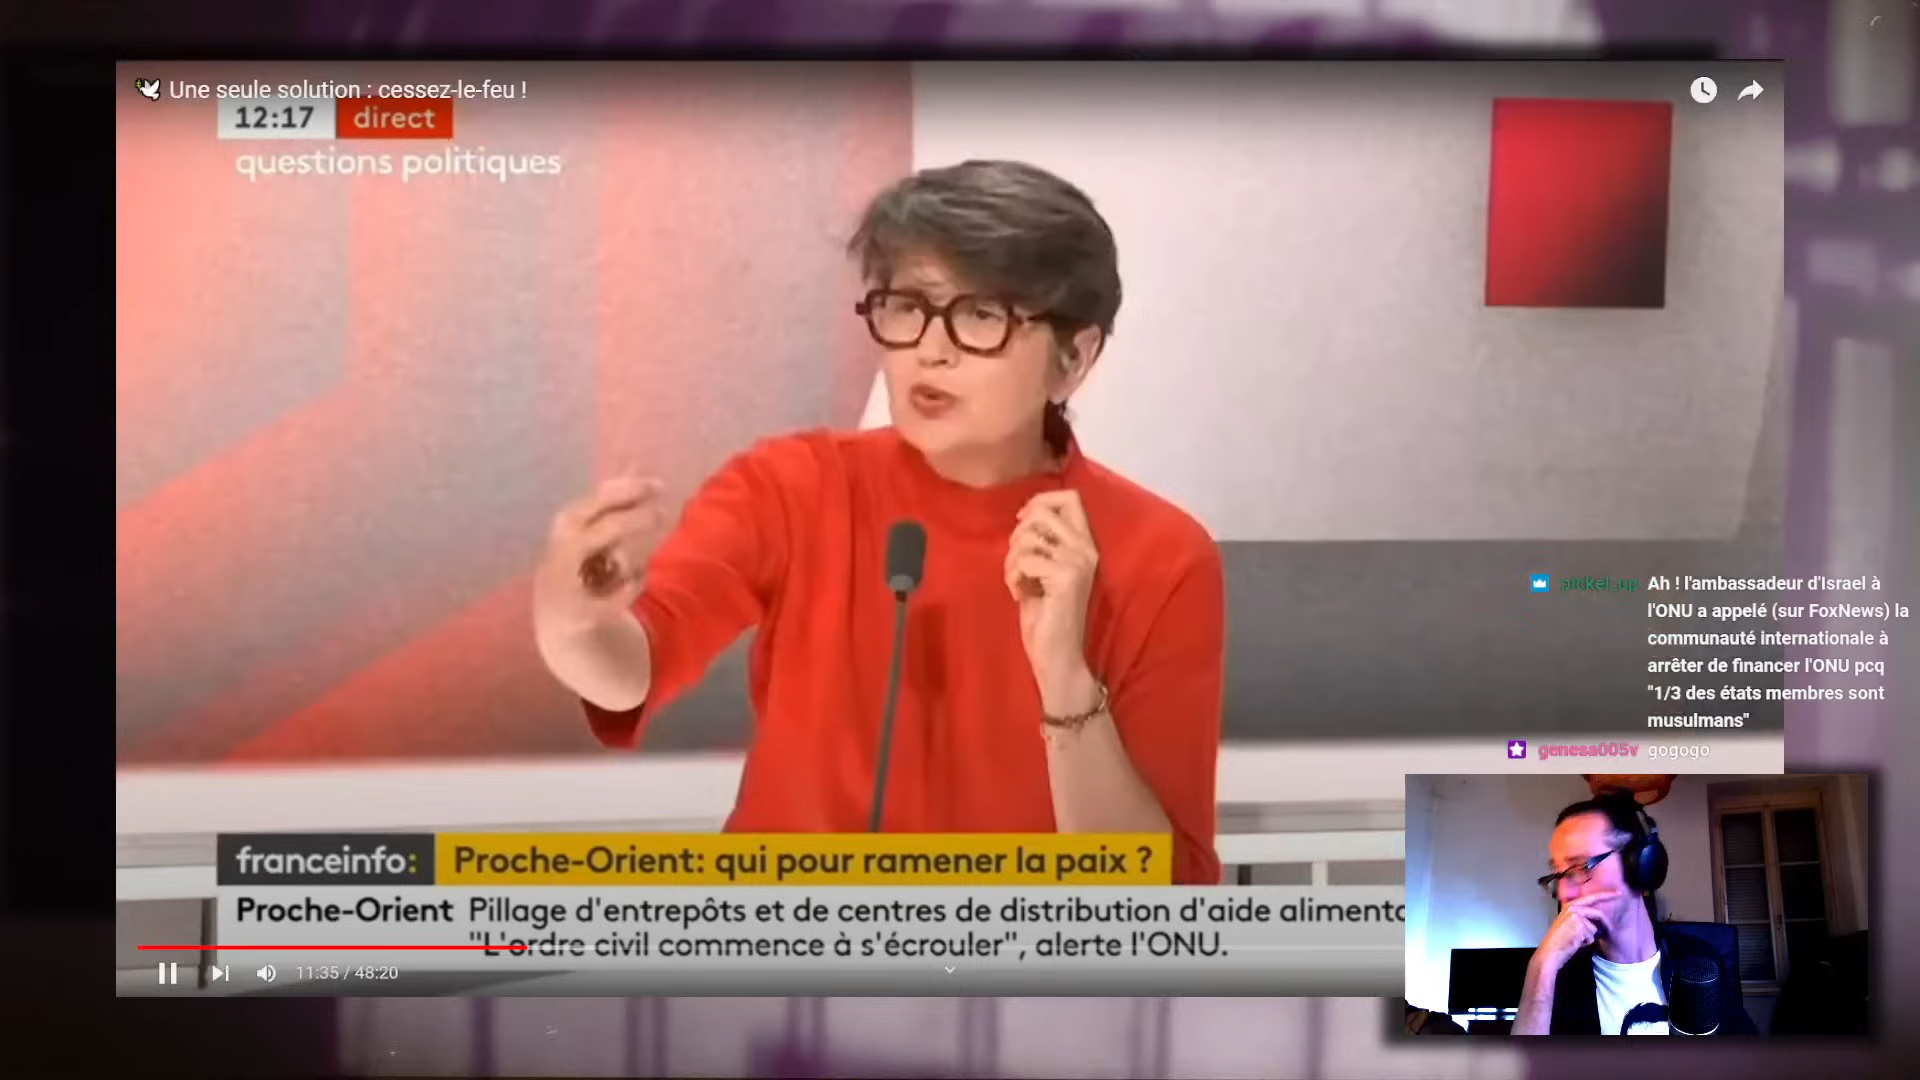 Une seule solution : cessez-le-feu !
12:17 direct
questions politiques
pickel_up Ah ! l'ambassadeur d'Israel à
l'ONU a appelé (sur FoxNews) la
communauté internationale à
arrêter de financer l'ONU pcq
"1/3 des états membres sont
musulmans"
genesa005v gogogo
franceinfo: Proche-Orient: qui pour ramener la paix ?
Proche-Orient Pillage d'entrepôts et de centres de distribution d'aide alimenta
"L'ordre civil commence à s'écrouler", alerte l'ONU.
11:35 / 48:20